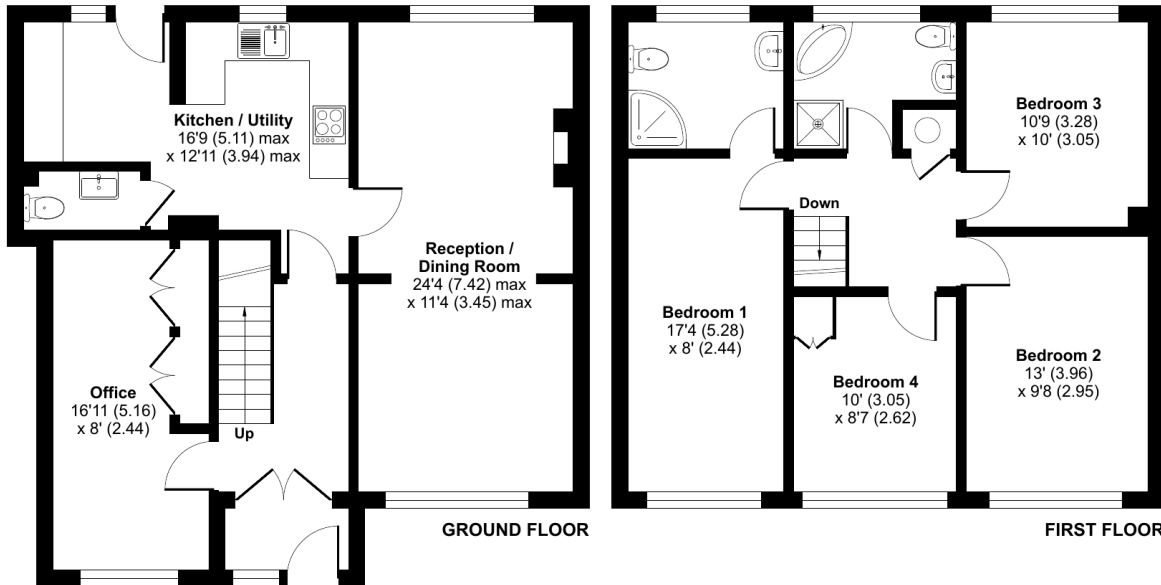 Kitchen / Utility
16'9 (5.11) max
x 12'11 (3.94) max
Reception /
Dining Room
24'4 (7.42) max
x 11'4 (3.45) max
Office
16'11 (5.16)
x 8' (2.44)
Up
GROUND FLOOR
Bedroom 3
10'9 (3.28)
x 10' (3.05)
Down
Bedroom 1
17'4 (5.28)
x 8' (2.44)
Bedroom 2
13' (3.96)
x 9'8 (2.95)
Bedroom 4
10' (3.05)
x 8'7 (2.62)
FIRST FLOOR